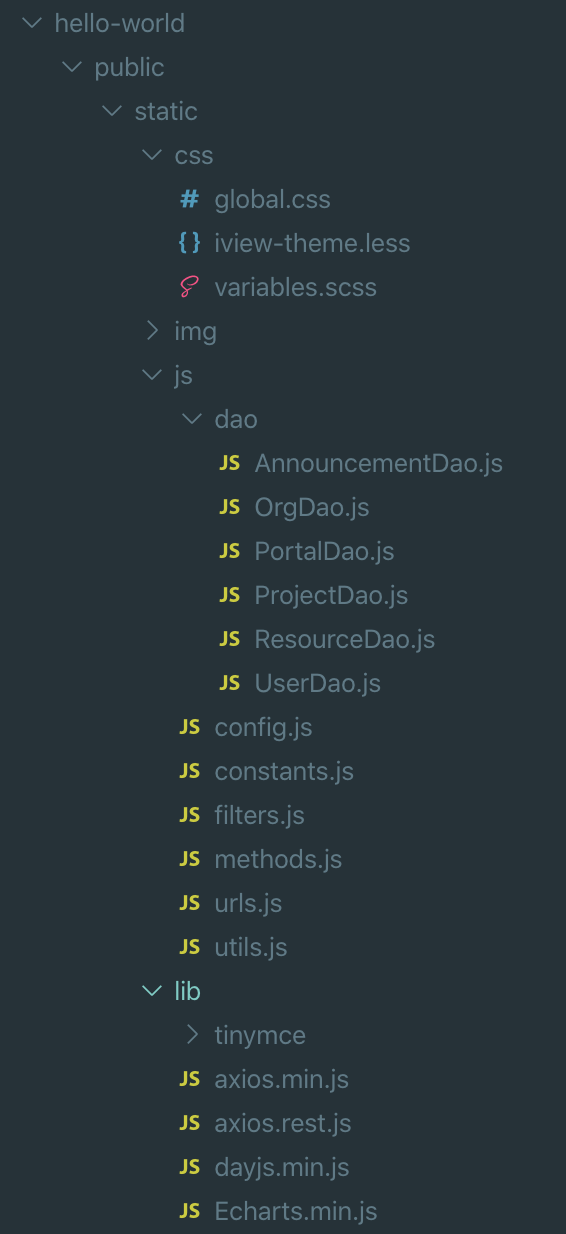 hello-world
public
static
css
# global.css
{} iview-theme.less
variables.scss
img
js
dao
JS AnnouncementDao.js
JS OrgDao.js
JS PortalDao.js
JS ProjectDao.js
JS ResourceDao.js
JS UserDao.js
JS config.js
JS constants.js
JS filters.js
JS methods.js
JS urls.js
JS utils.js
lib
tinymce
JS axios.min.js
JS axios.rest.js
JS dayjs.min.js
JS Echarts.min.js